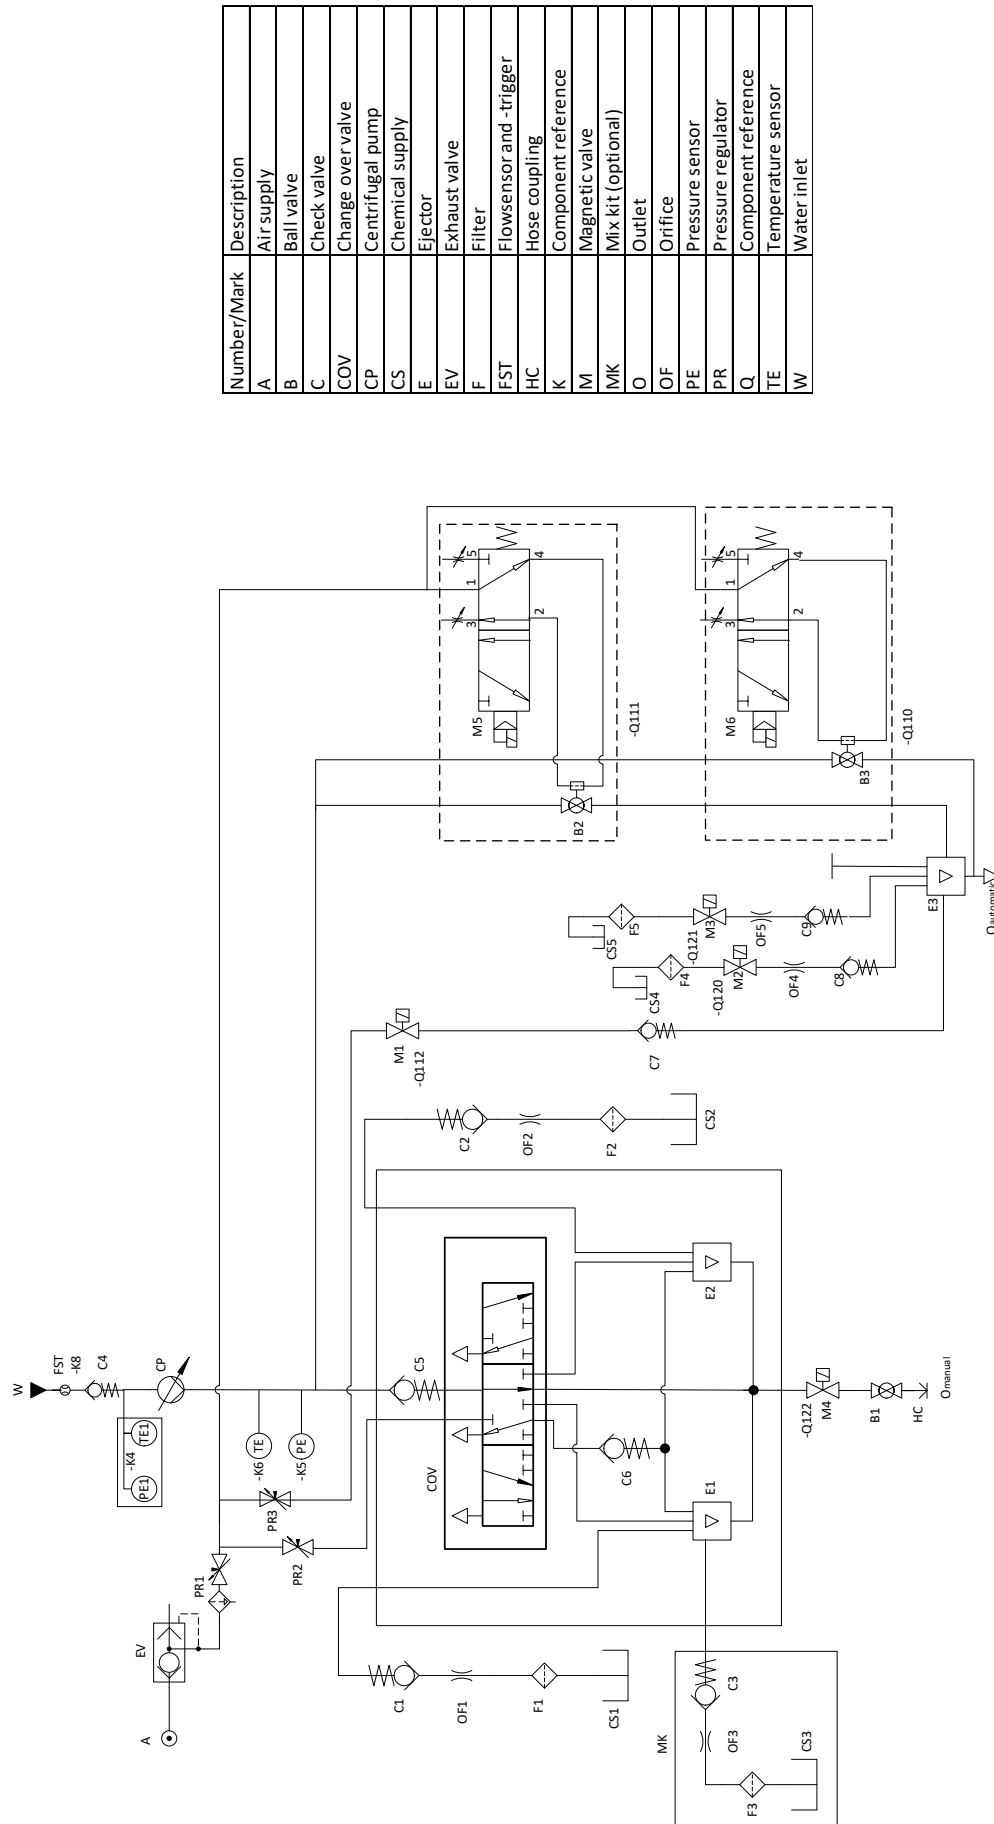 Number/Mark Description
A Air supply
B Ball valve
C Check valve
COV Change over valve
CP Centrifugal pump
CS Chemical supply
E Ejector
EV Exhaust valve
F Filter
FST Flowsensor and -trigger
HC Hose coupling
K Component reference
M Magnetic valve
MK Mix kit (optional)
O Outlet
OF Orifice
PE Pressure sensor
PR Pressure regulator
Q Component reference
TE Temperature sensor
W Water inlet
A
EV
PR1
PR2
PR3
W
FST
-K8
C4
CP
PE1
TE1
-K4
-K6
TE
-K5
PE
COV
C5
C6
E1
E2
C1
OF1
F1
CS1
MK
C3
OF3
F3
CS3
C2
OF2
F2
CS2
-Q122
M4
B1
HC
Omanual
M1
-Q112
C7
CS4
F4
-Q120
M2
OF4
C8
CS5
F5
-Q121
M3
OF5
C9
E3
Oautomatic
M5
3
1
5
2
4
B2
-Q111
M6
3
1
5
2
4
B3
-Q110